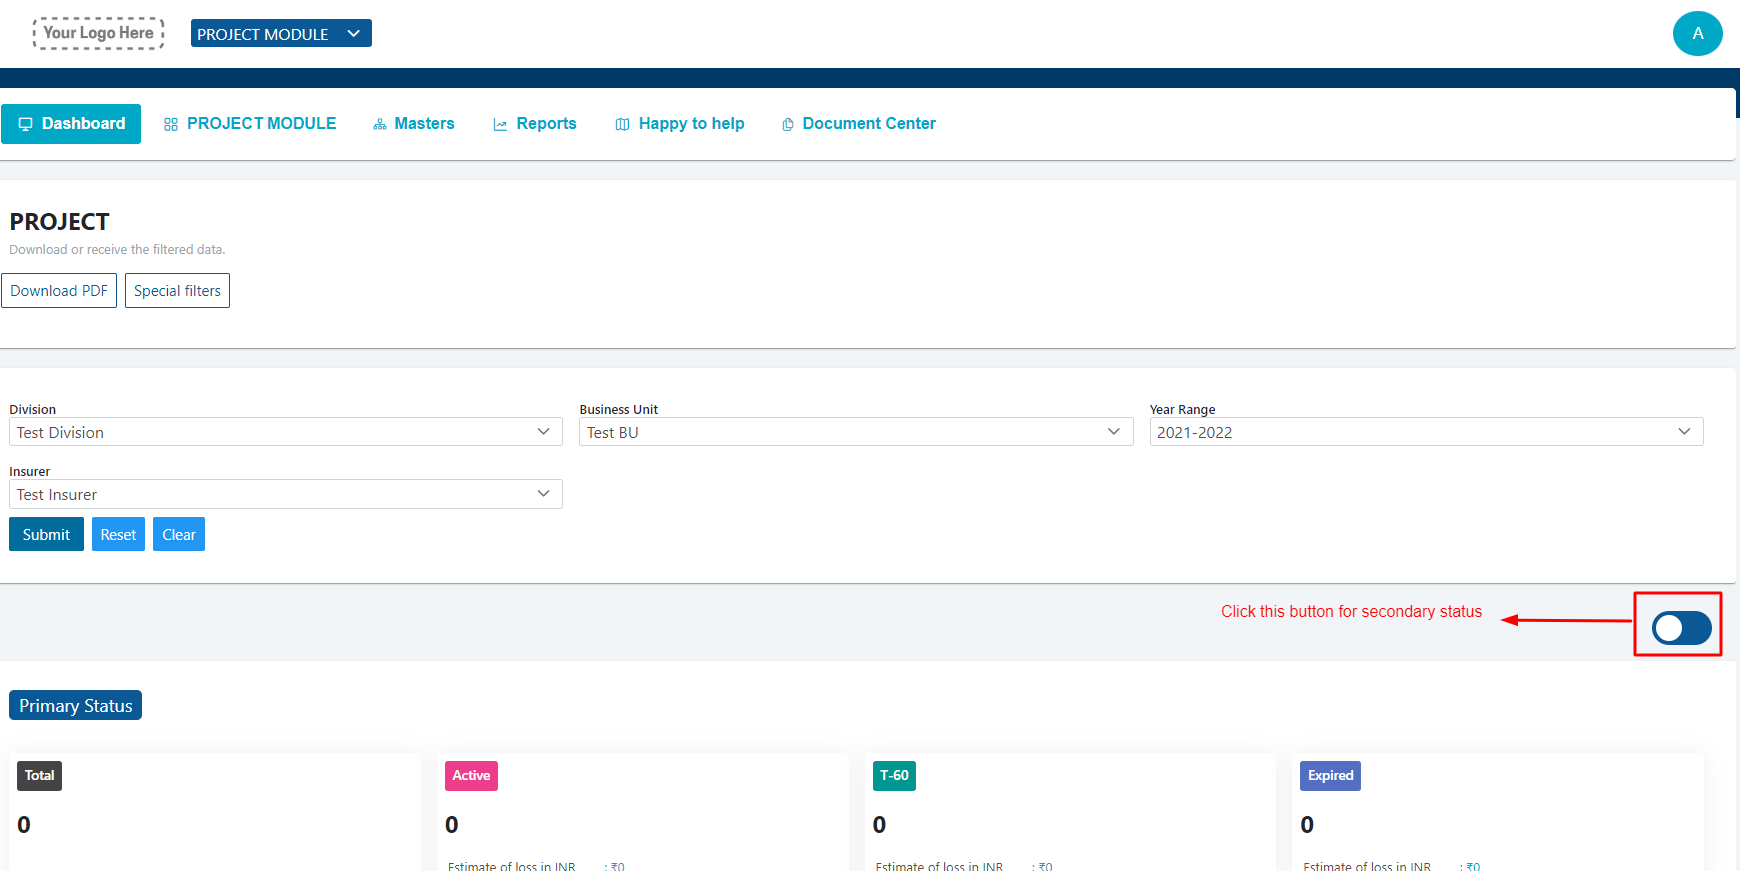 Your Logo Here
PROJECT MODULE
A
Dashboard PROJECT MODULE Masters Reports Happy to help Document Center
PROJECT
Download or receive the filtered data.
Download PDF Special filters
Division Business Unit Year Range
Test Division Test BU 2021-2022
Insurer
Test Insurer
Submit Reset Clear
Click this button for secondary status
Primary Status
Total Active T-60 Expired
0 0 0 0
Estimate of loss in INR : ₹0 Estimate of loss in INR : ₹0 Estimate of loss in INR : ₹0